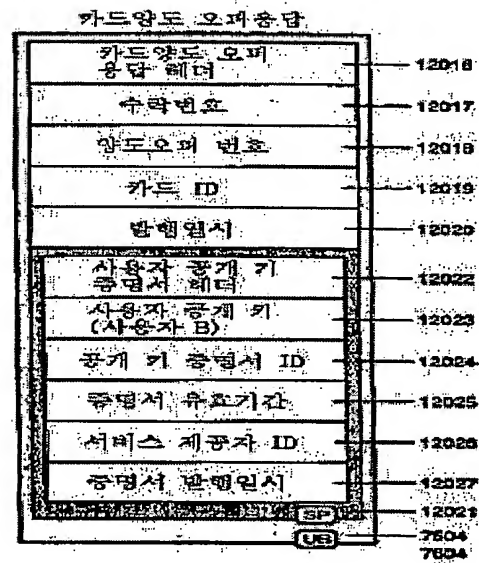 카드양도 오퍼응답
카드양도 오퍼
응답 헤더
12016
수락번호
12017
양도오퍼 번호
12018
카드 ID
12019
발행일시
12020
사용자 공개 키
증명서 헤더
12022
사용자 공개 키
(사용자 B)
12023
공개 키 증명서 ID
12024
증명서 유효기간
12025
서비스 제공자 ID
12026
증명서 발행일시
12027
SP
12021
UB
7604
7604